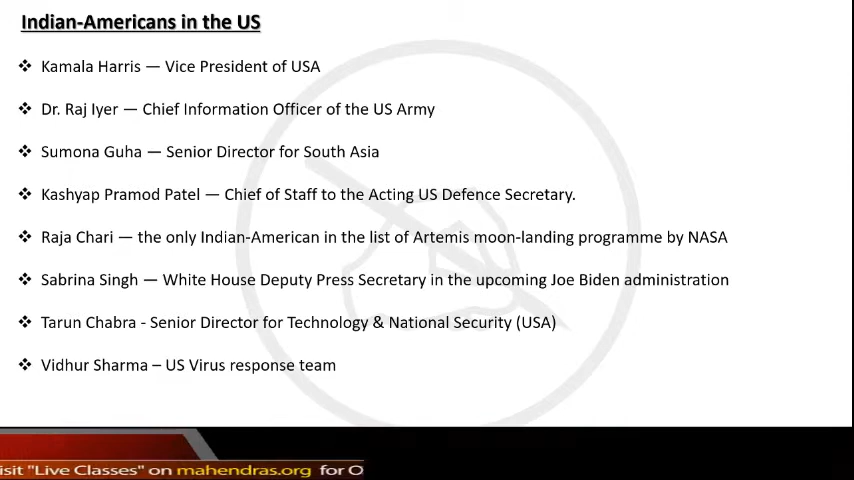 Indian-Americans in the US
❖ Kamala Harris — Vice President of USA
❖ Dr. Raj Iyer — Chief Information Officer of the US Army
❖ Sumona Guha — Senior Director for South Asia
❖ Kashyap Pramod Patel — Chief of Staff to the Acting US Defence Secretary.
❖ Raja Chari — the only Indian-American in the list of Artemis moon-landing programme by NASA
❖ Sabrina Singh — White House Deputy Press Secretary in the upcoming Joe Biden administration
❖ Tarun Chabra - Senior Director for Technology & National Security (USA)
❖ Vidhur Sharma – US Virus response team
isit "Live Classes" on mahendras.org for O